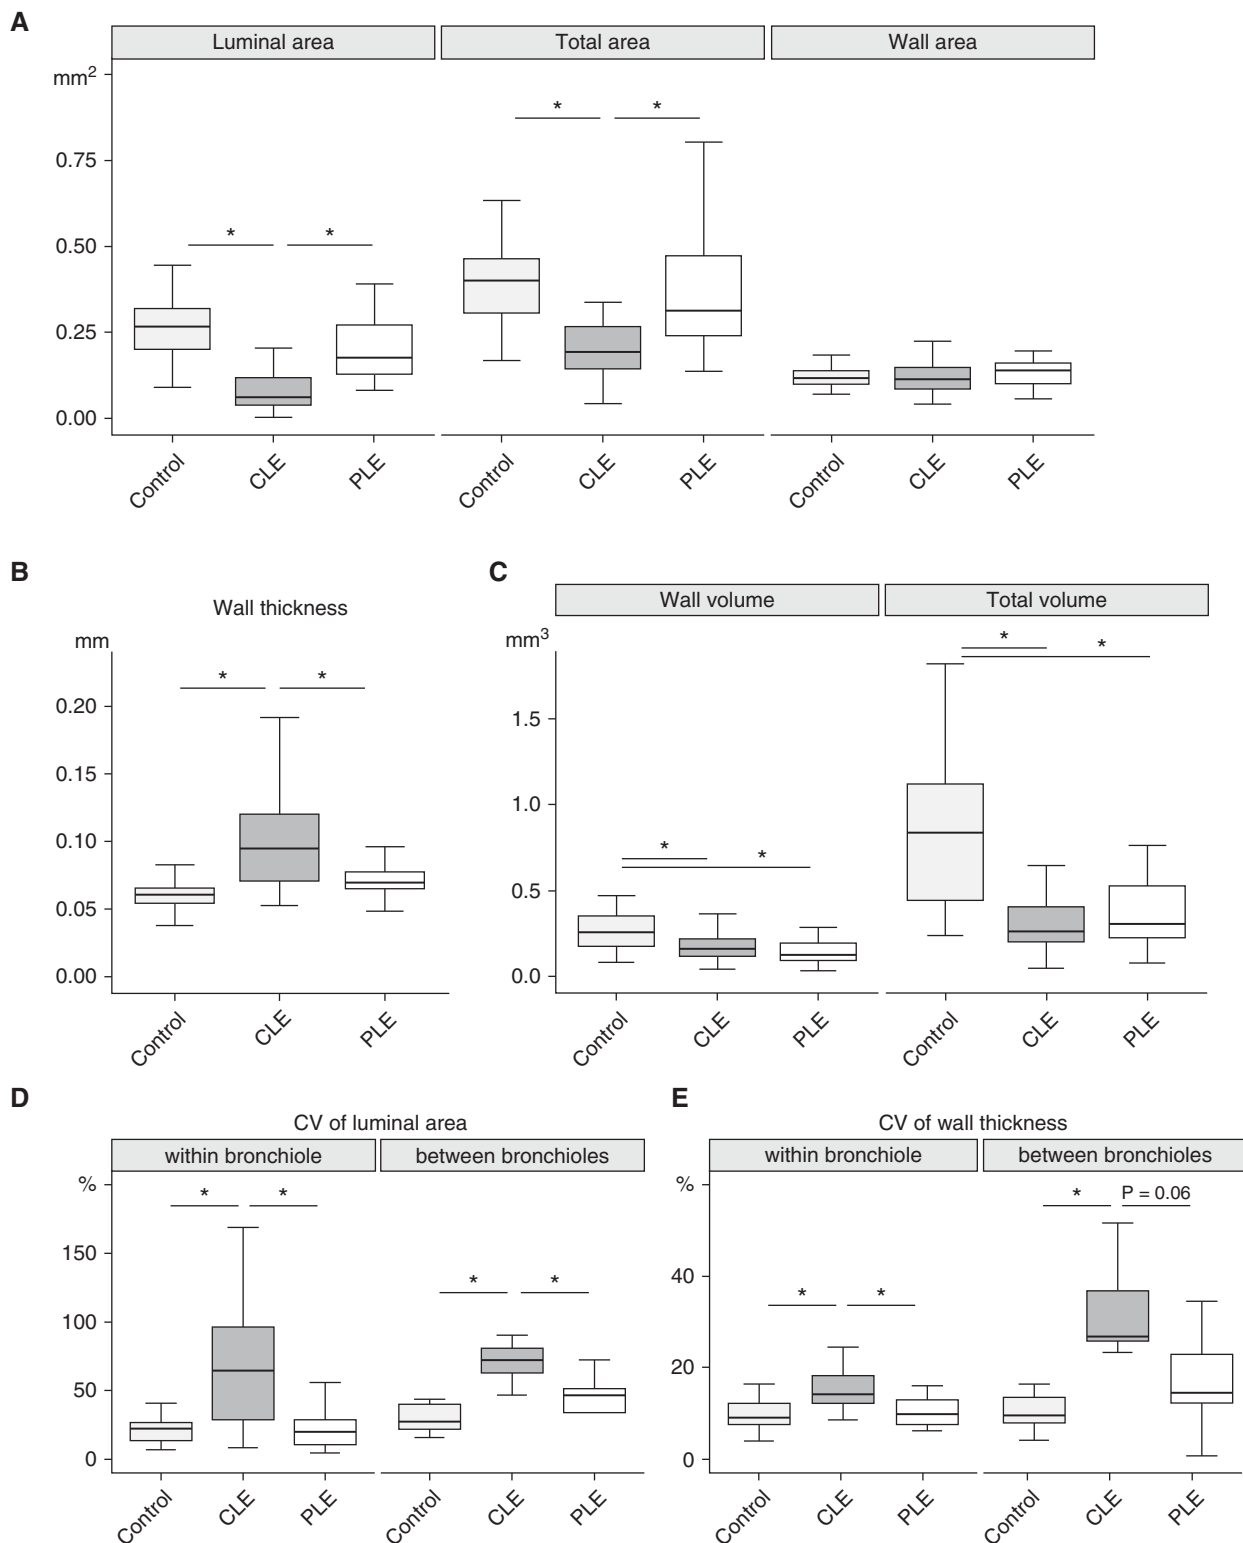 A
Luminal area Total area Wall area
mm2
* *
0.75
0.50
* *
0.25
0.00
Control CLE PLE Control CLE PLE Control CLE PLE
B
Wall thickness
mm
* *
0.20
0.15
0.10
0.05
0.00
Control CLE PLE
C
Wall volume Total volume
mm3
* *
1.5
1.0
* *
0.5
0.0
Control CLE PLE Control CLE PLE
D
CV of luminal area
within bronchiole between bronchioles
%
* *
150
* *
100
50
0
Control CLE PLE Control CLE PLE
E
CV of wall thickness
within bronchiole between bronchioles
%
* P = 0.06
40
* *
20
0
Control CLE PLE Control CLE PLE